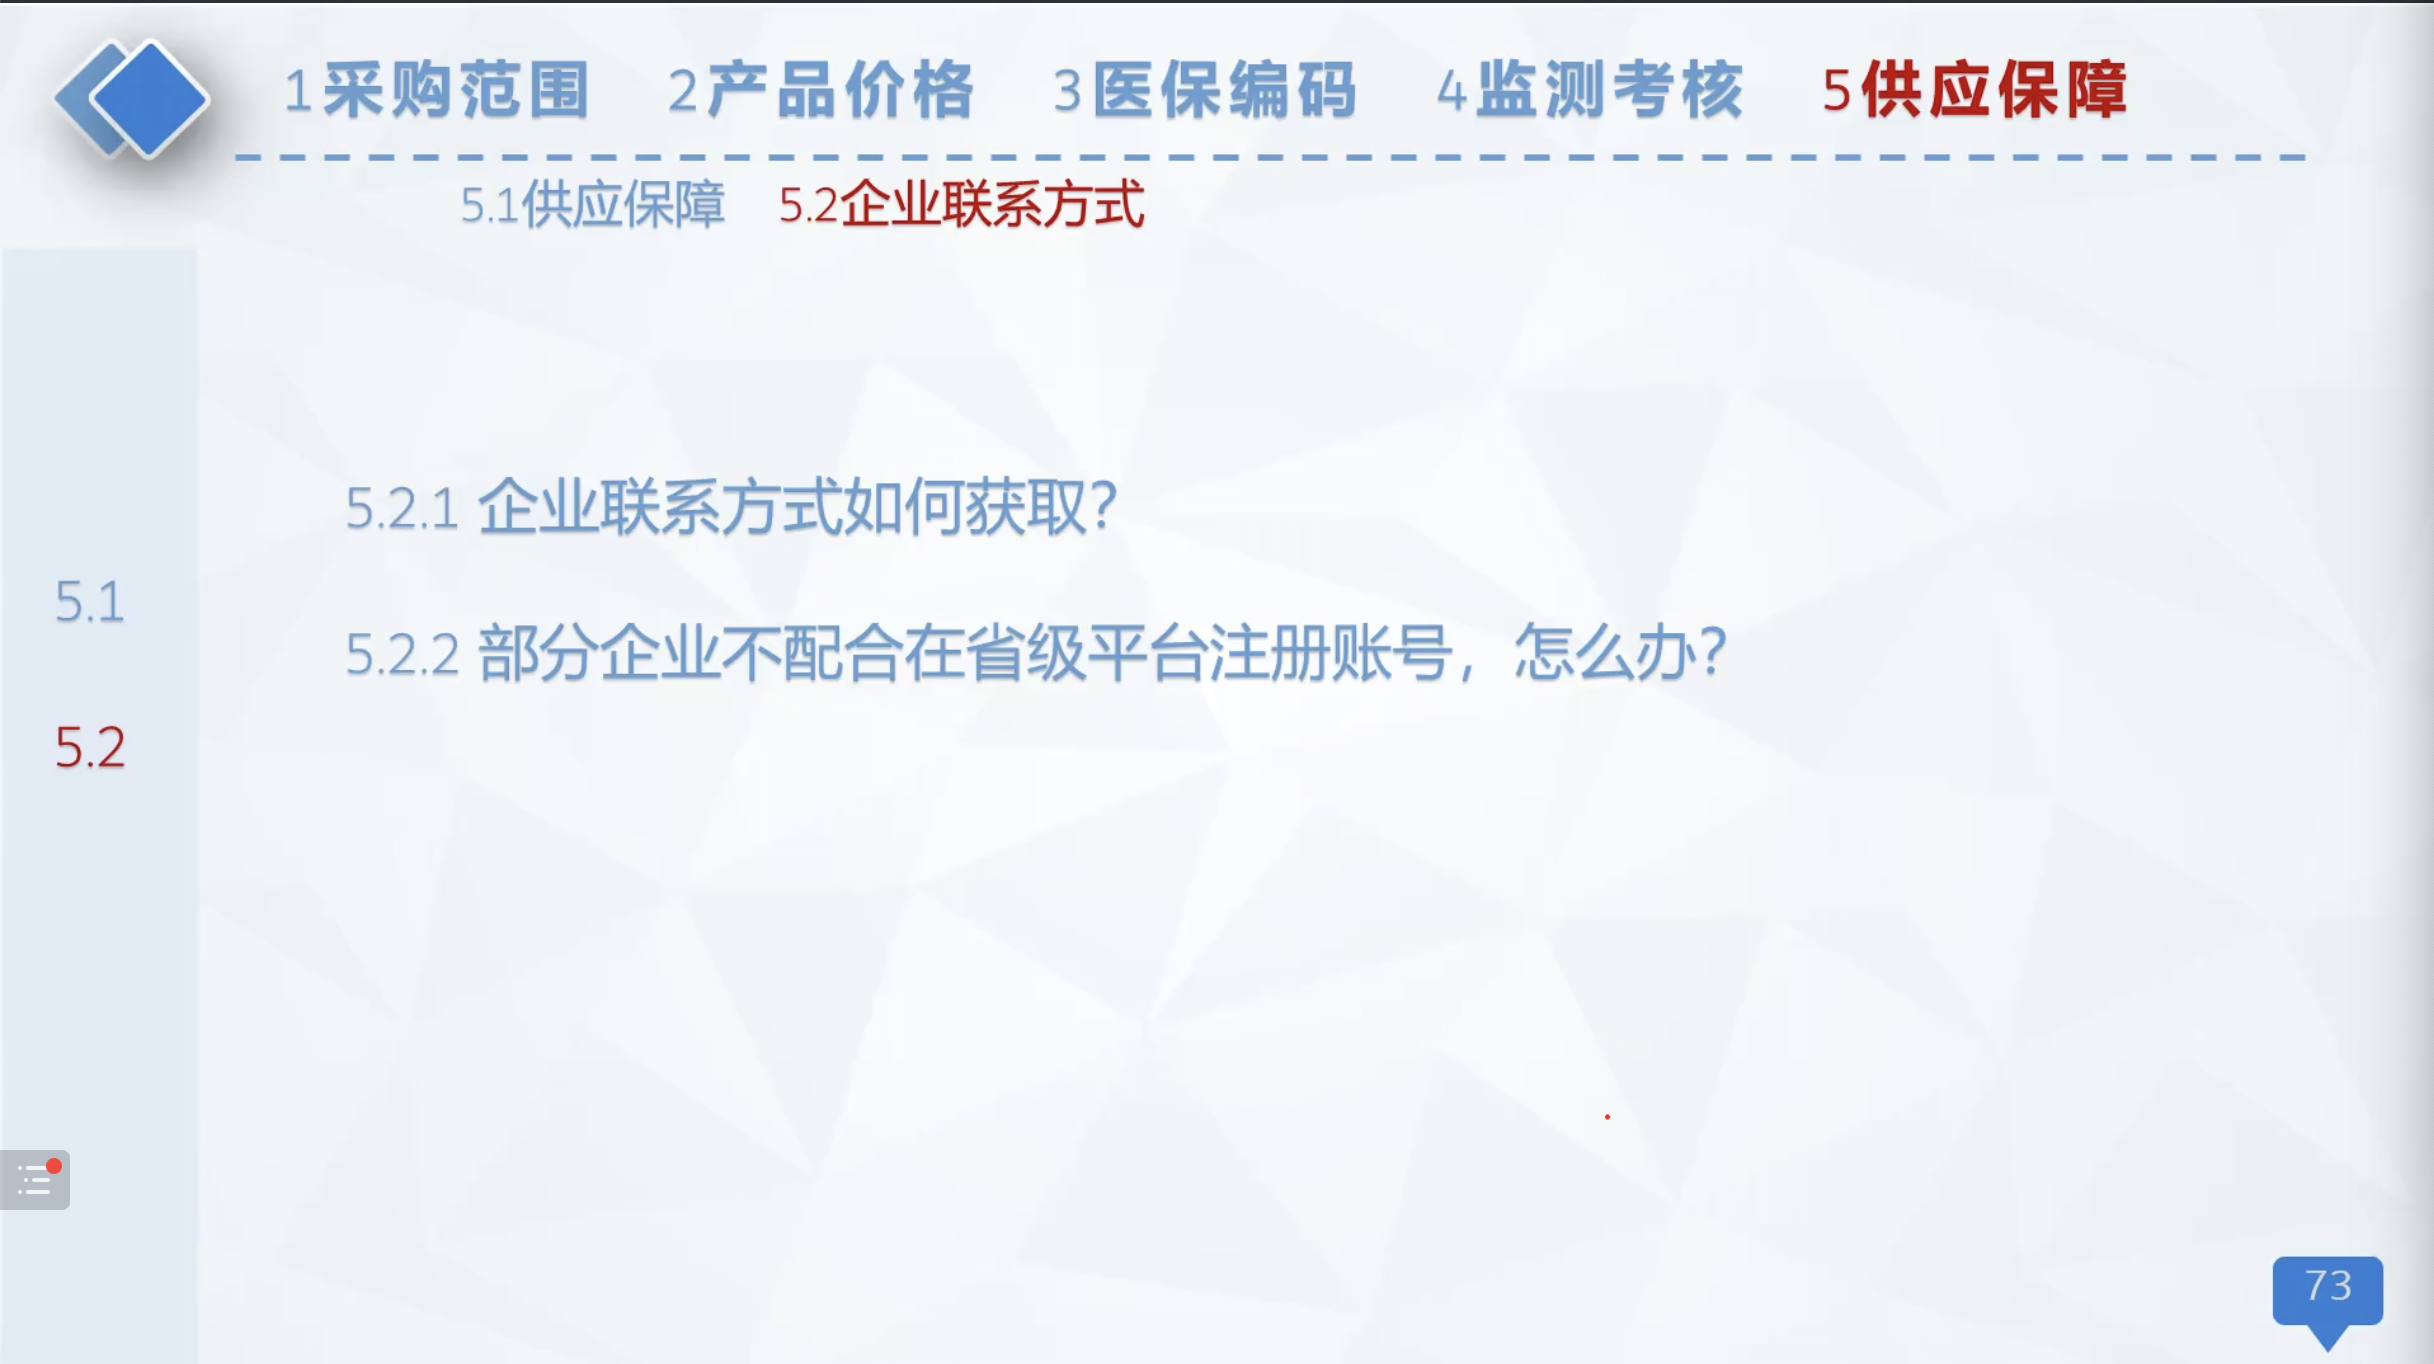 1采购范围 2产品价格 3医保编码 4监测考核 5供应保障
5.1供应保障 5.2企业联系方式
5.2.1 企业联系方式如何获取？
5.1
5.2.2 部分企业不配合在省级平台注册账号，怎么办？
5.2
73